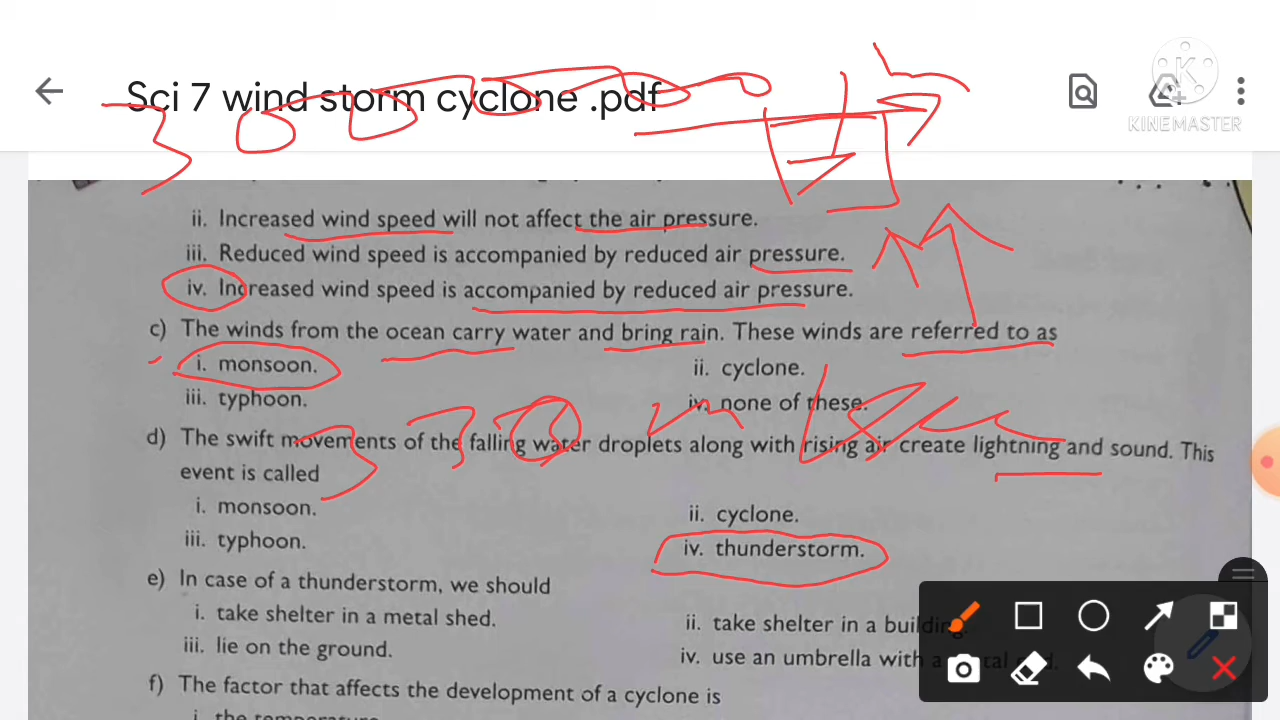 Sci 7 wind storm cyclone .pdf
KINEMASTER
ii. Increased wind speed will not affect the air pressure.
iii. Reduced wind speed is accompanied by reduced air pressure.
iv. Increased wind speed is accompanied by reduced air pressure.
c) The winds from the ocean carry water and bring rain. These winds are referred to as
i. monsoon.
ii. cyclone.
iii. typhoon.
iv. none of these.
d) The swift movements of the falling water droplets along with rising air create lightning and sound. This
event is called
i. monsoon.
ii. cyclone.
iii. typhoon.
iv. thunderstorm.
e) In case of a thunderstorm, we should
i. take shelter in a metal shed.
ii. take shelter in a building.
iii. lie on the ground.
iv. use an umbrella with a
f) The factor that affects the development of a cyclone is
i. the temperature